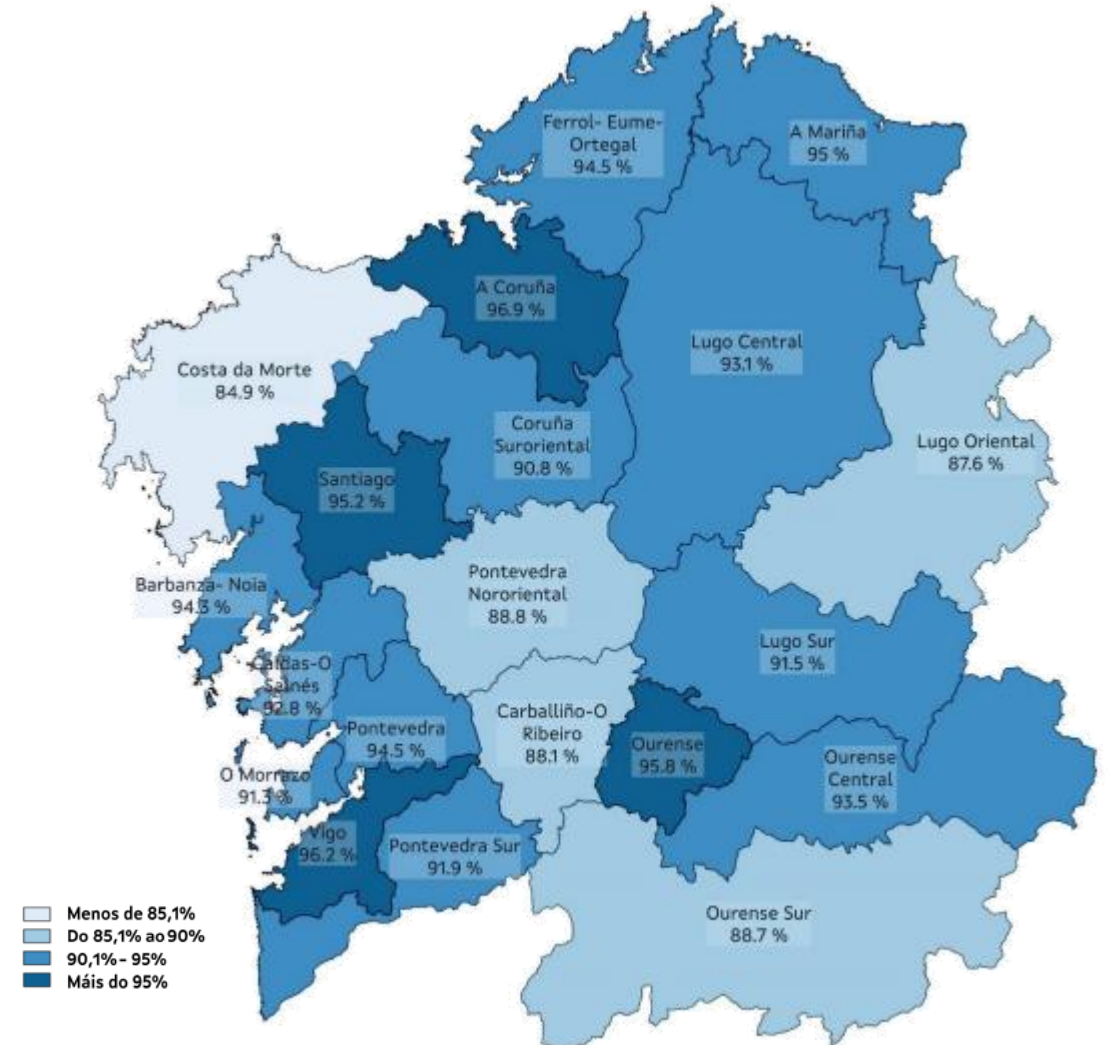 Ferrol- Eume-
Ortegal
94.5 %
A Mariña
95 %
A Coruña
96.9 %
Lugo Central
93.1 %
Costa da Morte
84.9 %
Coruña
Suroriental
90.8 %
Lugo Oriental
87.6 %
Santiago
95.2 %
Pontevedra
Nororiental
88.8 %
Barbanza- Noia
94.3 %
Lugo Sur
91.5 %
Caldas-O
Salnés
92.8 %
Carballiño-O
Ribeiro
88.1 %
Pontevedra
94.5 %
Ourense
95.8 %
Ourense
Central
93.5 %
O Morrazo
91.3 %
Vigo
96.2 %
Pontevedra Sur
91.9 %
Ourense Sur
88.7 %
Menos de 85,1%
Do 85,1% ao 90%
90,1% - 95%
Máis do 95%